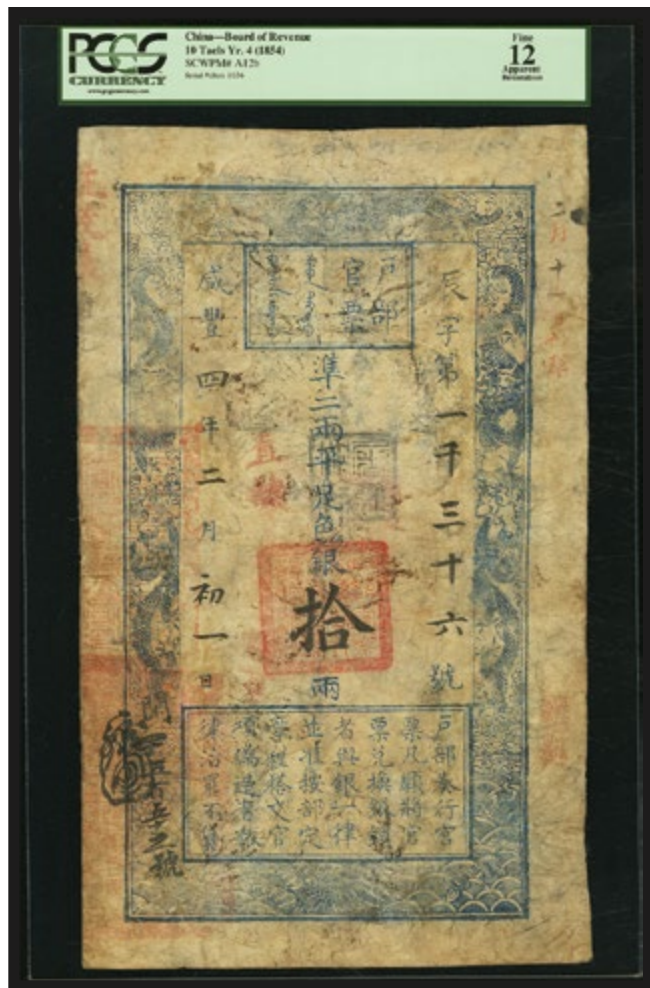 PCGS
CURRENCY
www.pcgscurrency.com
China—Board of Revenue
10 Taels Yr. 4 (1854)
SCWPM# A12b
Fine
12
Apparent
戶部
官票
辰字第一千三十六號
準二兩平足色銀拾兩
咸豐四年二月初一日
戶部奏行官
票凡願將官
票兌換銀錢
者與銀一律
並准按部定
章程搭交官
項偽造者依
律治罪不貸